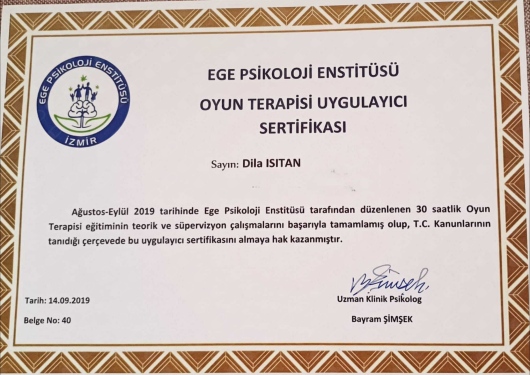 EGE PSİKOLOJİ ENSTİTÜSÜ
İZMİR
EGE PSİKOLOJİ ENSTİTÜSÜ
OYUN TERAPİSİ UYGULAYICI
SERTİFİKASI
Sayın: Dila ISITAN
Ağustos-Eylül 2019 tarihinde Ege Psikoloji Enstitüsü tarafından düzenlenen 30 saatlik Oyun
Terapisi eğitiminin teorik ve süpervizyon çalışmalarını başarıyla tamamlamış olup, T.C. Kanunlarının
tanıdığı çerçevede bu uygulayıcı sertifikasını almaya hak kazanmıştır.
B. Şimşek.
Uzman Klinik Psikolog
Bayram ŞİMŞEK
Tarih: 14.09.2019
Belge No: 40